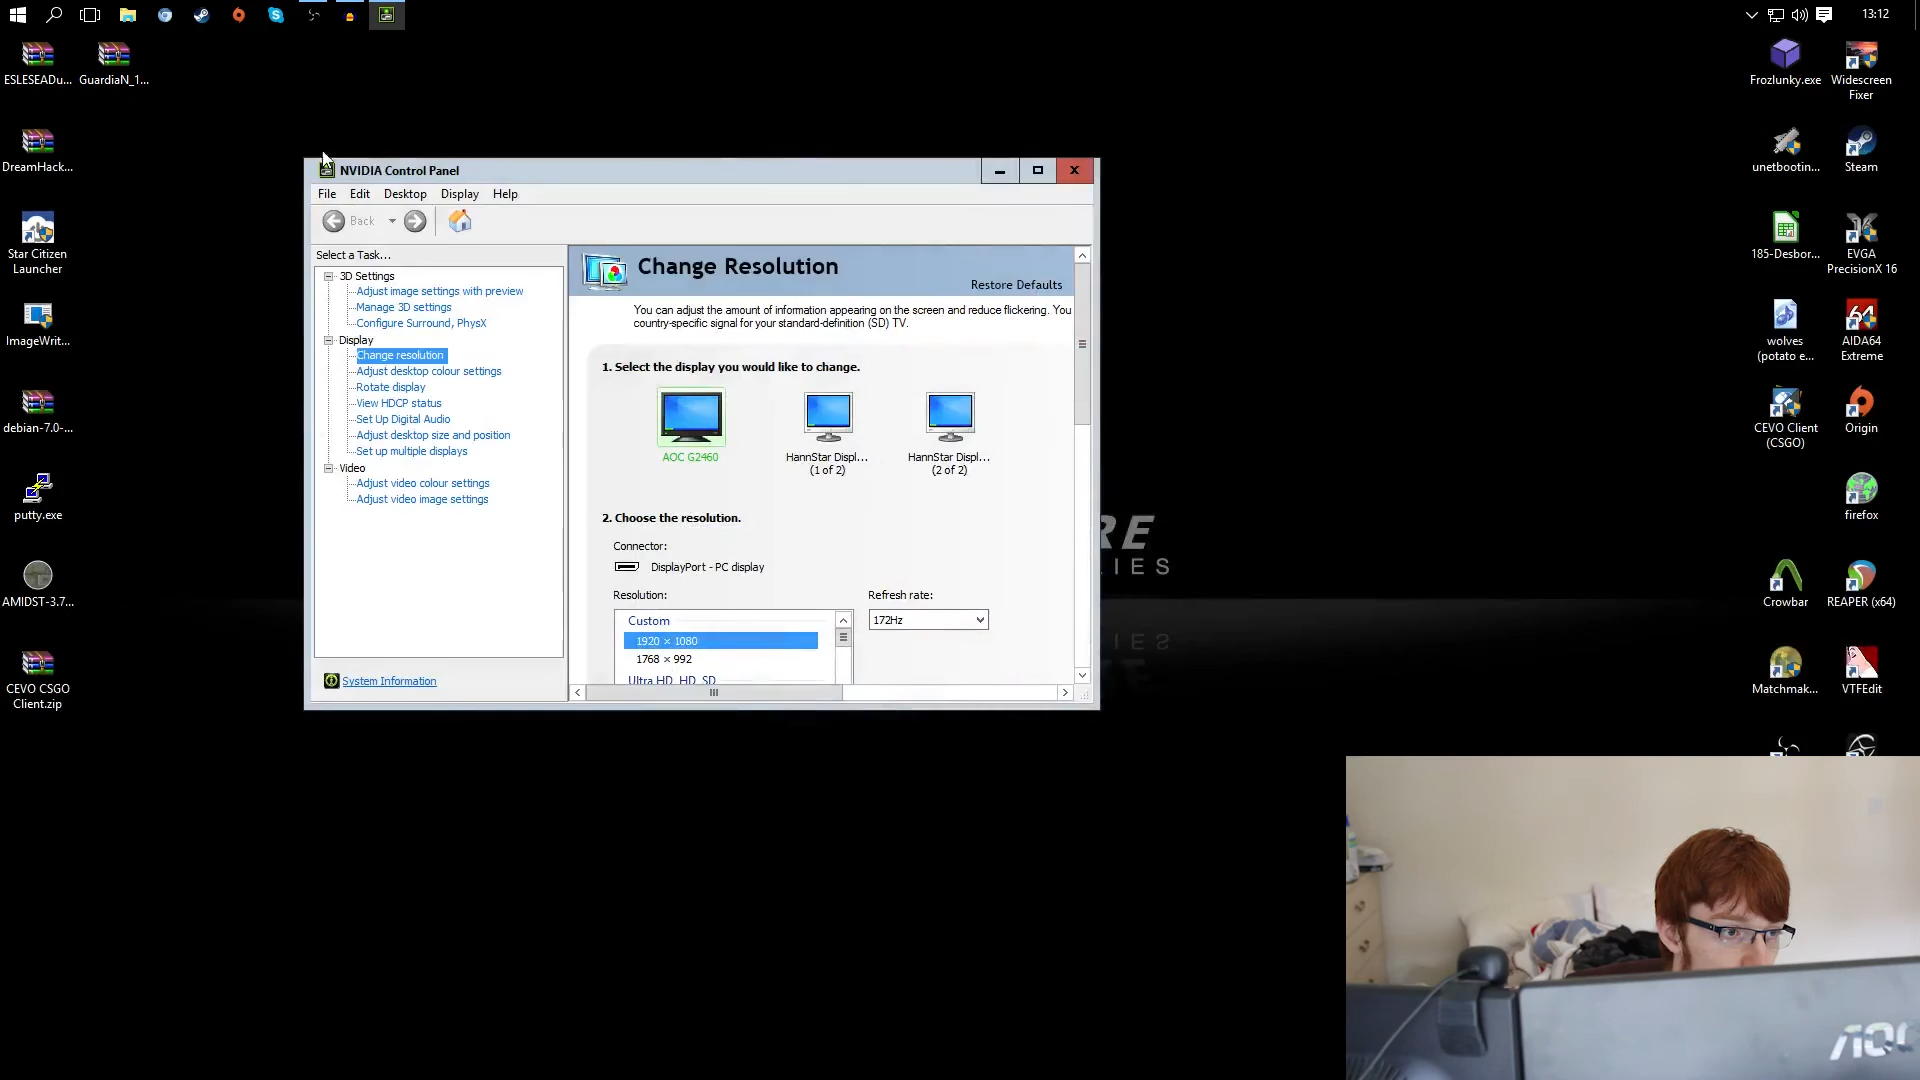 13:12
ESLESEADu...
GuardiaN_1...
DreamHack...
Star Citizen
Launcher
ImageWrit...
debian-7.0-...
putty.exe
AMIDST-3.7...
CEVO CSGO
Client.zip
NVIDIA Control Panel
File Edit Desktop Display Help
Back
Select a Task...
3D Settings
Adjust image settings with preview
Manage 3D settings
Configure Surround, PhysX
Display
Change resolution
Adjust desktop colour settings
Rotate display
View HDCP status
Set Up Digital Audio
Adjust desktop size and position
Set up multiple displays
Video
Adjust video colour settings
Adjust video image settings
System Information
Change Resolution
Restore Defaults
You can adjust the amount of information appearing on the screen and reduce flickering. You
country-specific signal for your standard-definition (SD) TV.
1. Select the display you would like to change.
AOC G2460
HannStar Displ...
(1 of 2)
HannStar Displ...
(2 of 2)
2. Choose the resolution.
Connector:
DisplayPort - PC display
Resolution:
Refresh rate:
Custom
172Hz
1920 × 1080
1768 × 992
Ultra HD, HD, SD
RE
LIES
Frozlunky.exe
Widescreen
Fixer
unetbootin...
Steam
185-Desbor...
EVGA
PrecisionX 16
wolves
(potato e...
64
AIDA64
Extreme
CEVO Client
(CSGO)
Origin
firefox
Crowbar
REAPER (x64)
Matchmak...
VTFEdit
AOC